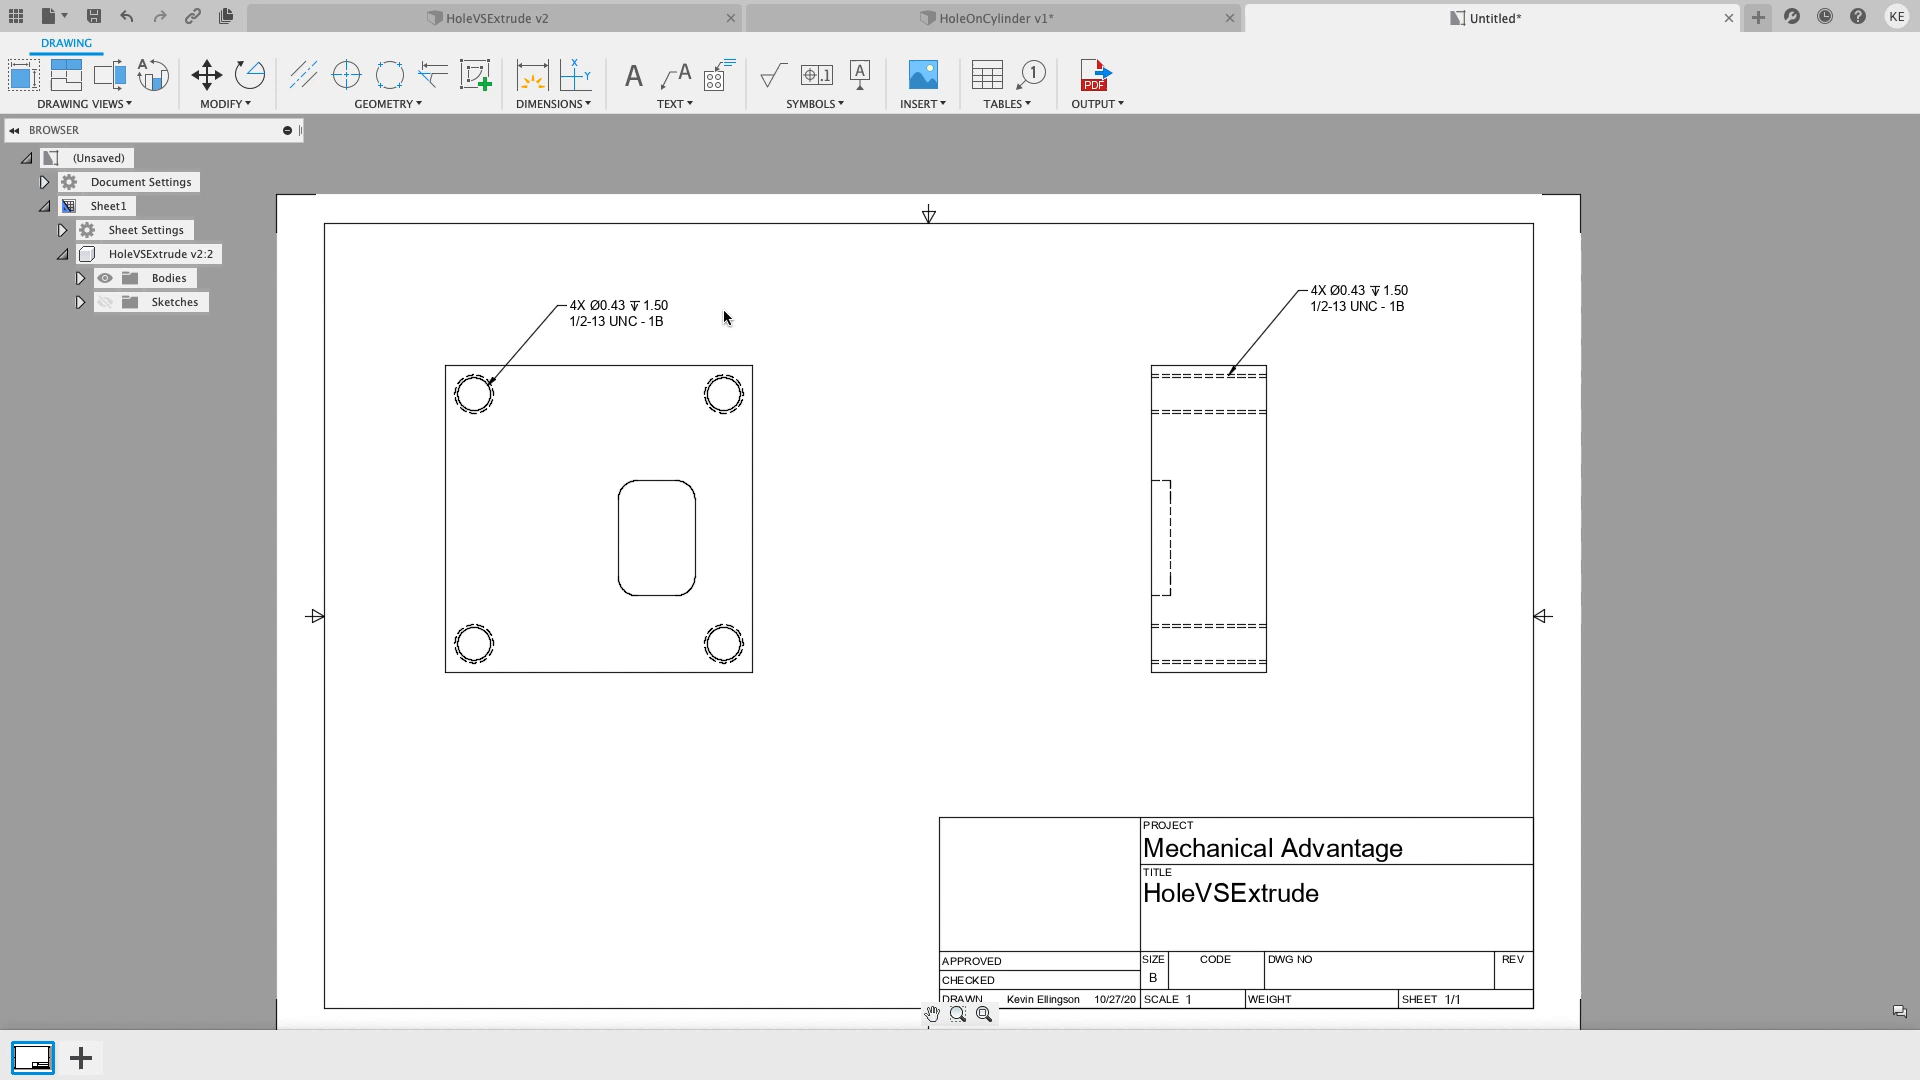 HoleVSExtrude v2
HoleOnCylinder v1*
Untitled*
KE
DRAWING
DRAWING VIEWS
MODIFY
GEOMETRY
DIMENSIONS
TEXT
SYMBOLS
INSERT
TABLES
OUTPUT
BROWSER
(Unsaved)
Document Settings
Sheet1
Sheet Settings
HoleVSExtrude v2:2
Bodies
Sketches
4X Ø0.43 ↧ 1.50
1/2-13 UNC - 1B
4X Ø0.43 ↧ 1.50
1/2-13 UNC - 1B
PROJECT
Mechanical Advantage
TITLE
HoleVSExtrude
APPROVED
CHECKED
DRAWN Kevin Ellingson 10/27/20
SIZE
B
CODE
DWG NO
REV
SCALE 1
WEIGHT
SHEET 1/1